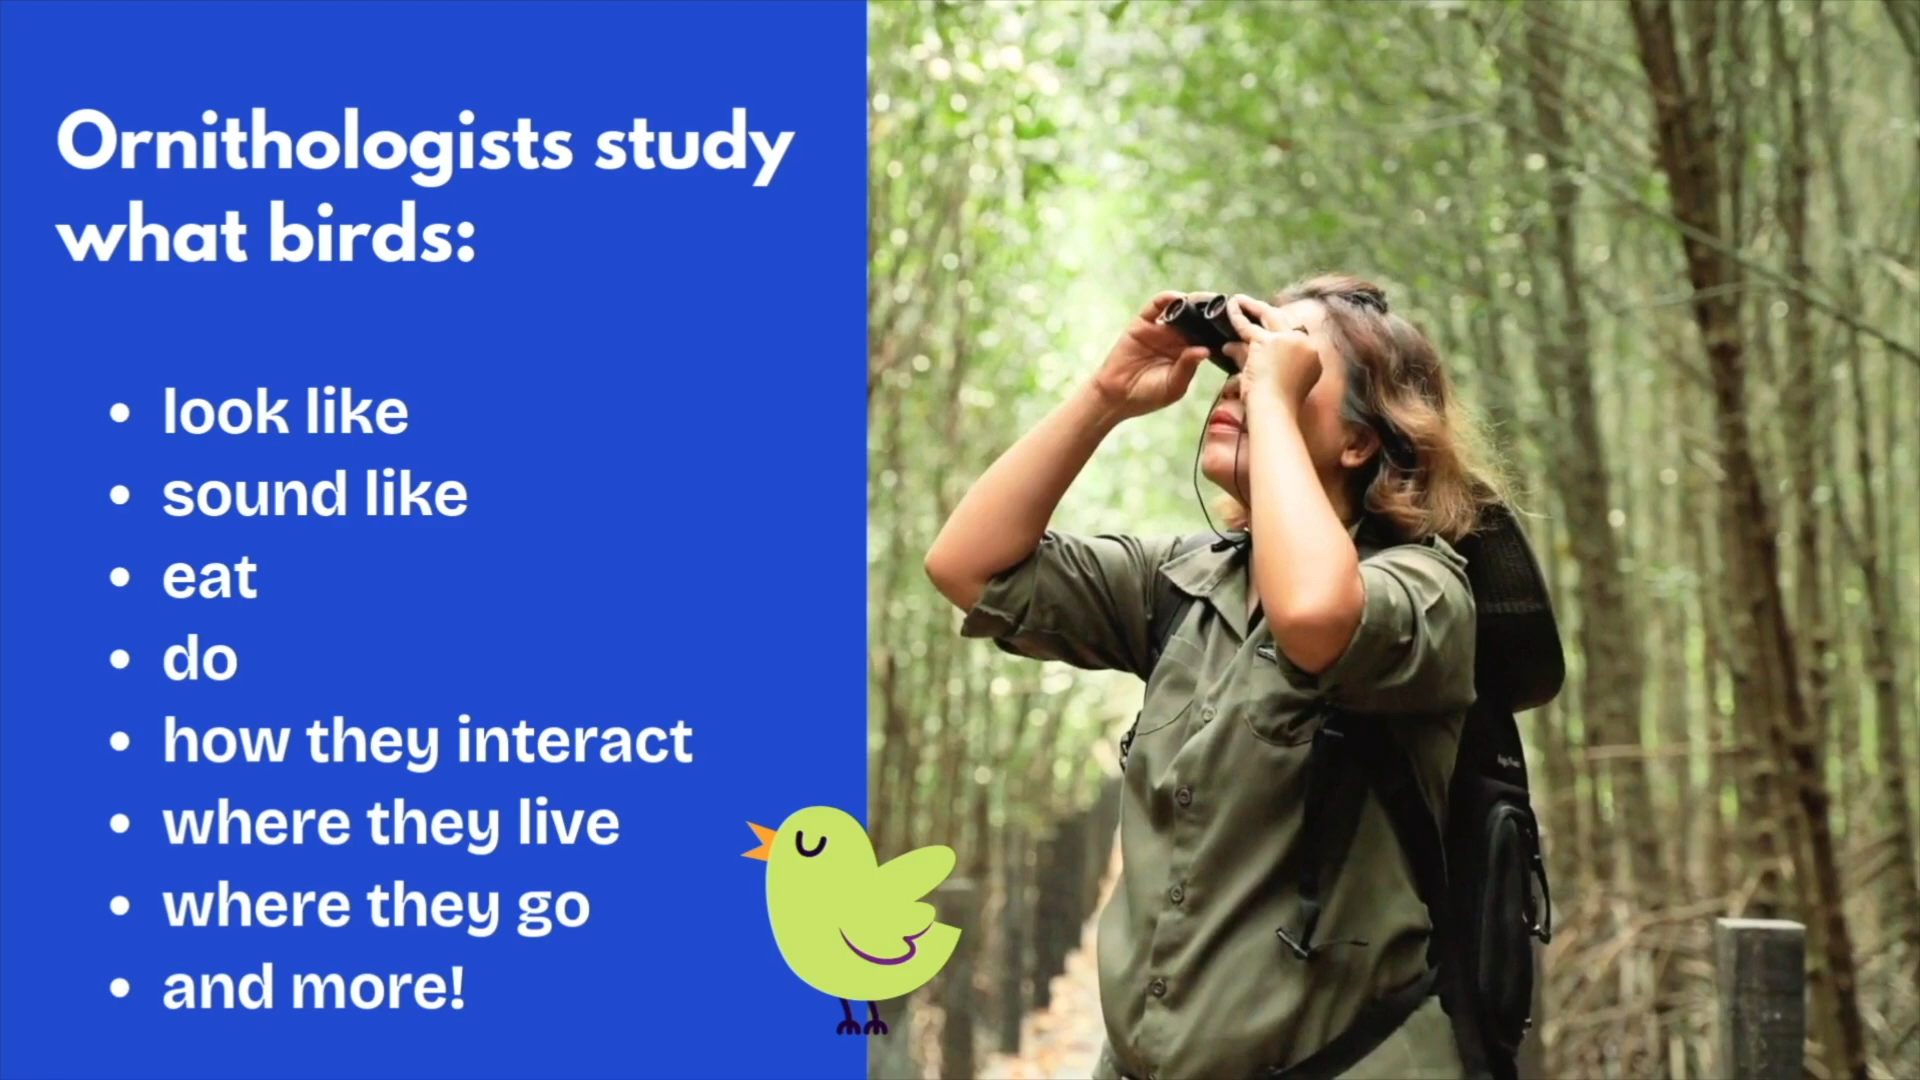 Ornithologists study
what birds:
• look like
• sound like
• eat
• do
• how they interact
• where they live
• where they go
• and more!